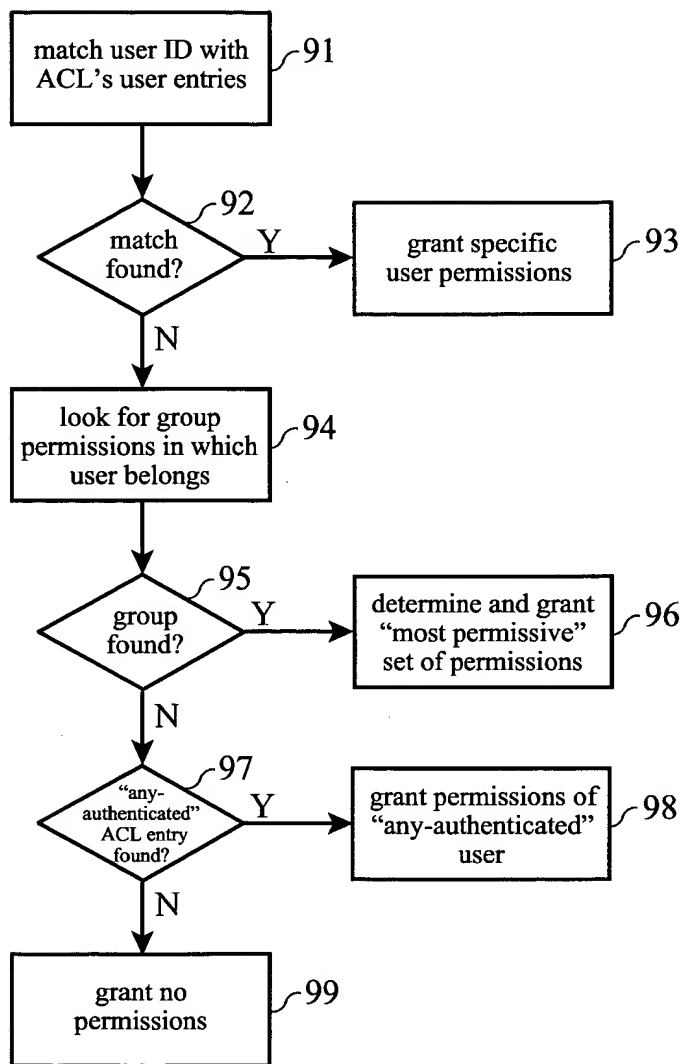 match user ID with
ACL's user entries
91
92
match
found?
Y
grant specific
user permissions
93
N
look for group
permissions in which
user belongs
94
95
group
found?
Y
determine and grant
“most permissive”
set of permissions
96
N
97
“any-
authenticated”
ACL entry
found?
Y
grant permissions of
“any-authenticated”
user
98
N
grant no
permissions
99